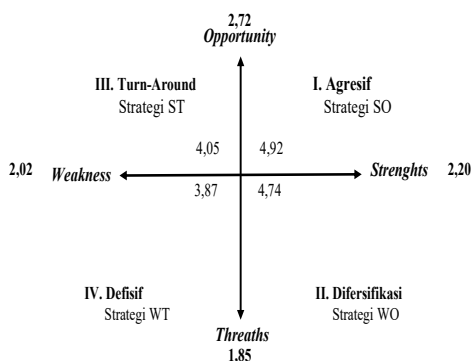 2,72
Opportunity
III. Turn-Around
Strategi ST
I. Agresif
Strategi SO
4,05
4,92
2,02
Weakness
Strenghts
2,20
3,87
4,74
IV. Defisif
Strategi WT
II. Difersifikasi
Strategi WO
Threaths
1,85